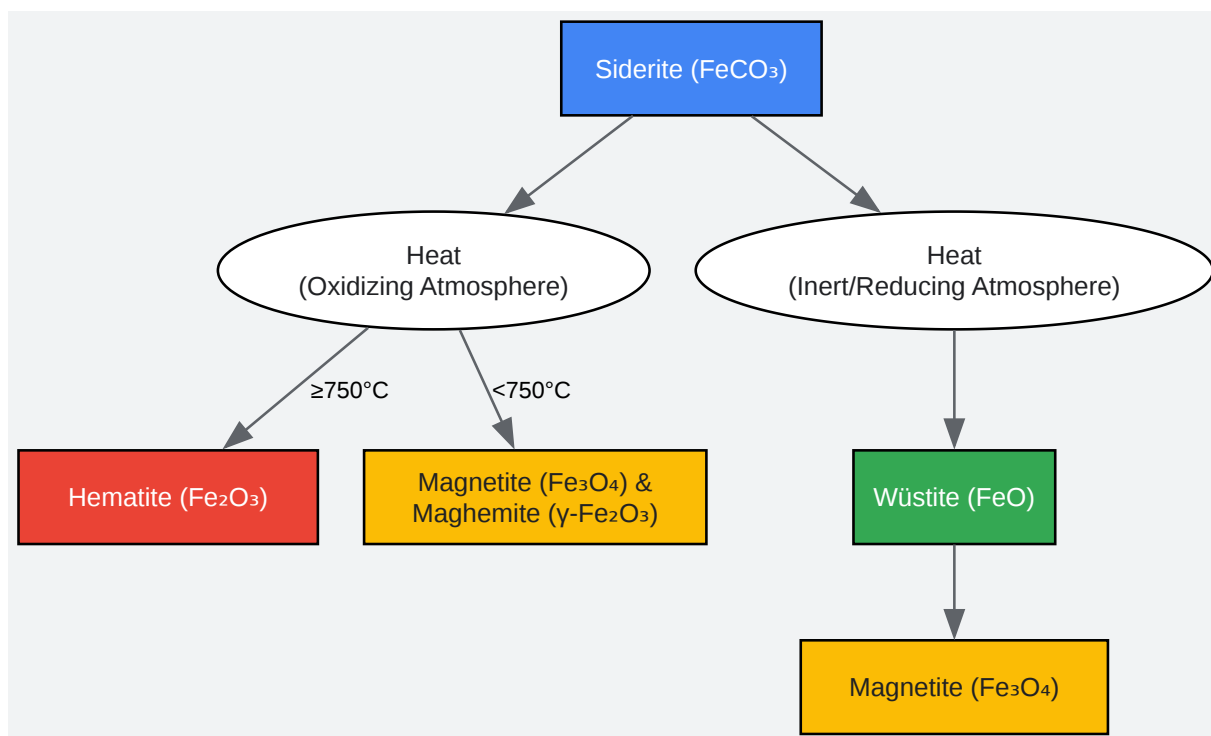 Siderite (FeCO₃)
Heat
(Oxidizing Atmosphere)
Heat
(Inert/Reducing Atmosphere)
≥750°C
<750°C
Hematite (Fe₂O₃)
Magnetite (Fe₃O₄) &
Maghemite (γ-Fe₂O₃)
Wüstite (FeO)
Magnetite (Fe₃O₄)